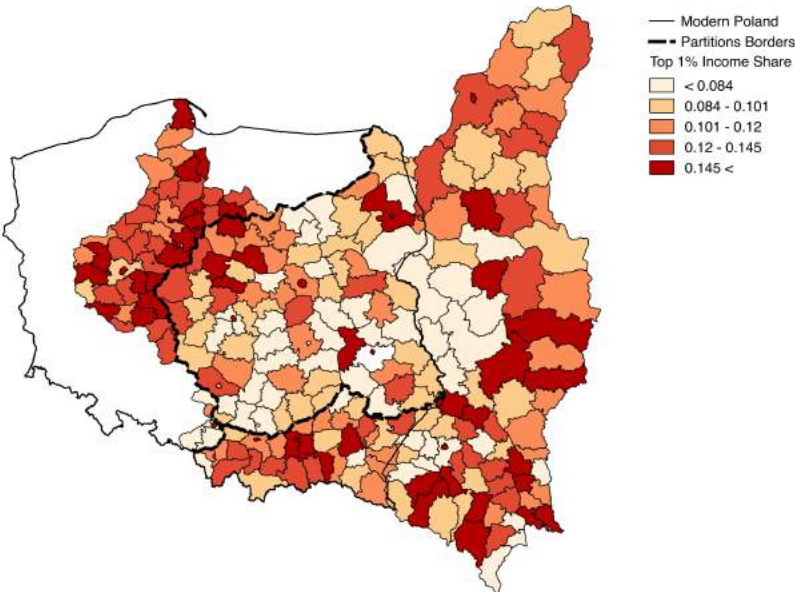 Modern Poland
Partitions Borders
Top 1% Income Share
< 0.084
0.084 - 0.101
0.101 - 0.12
0.12 - 0.145
0.145 <